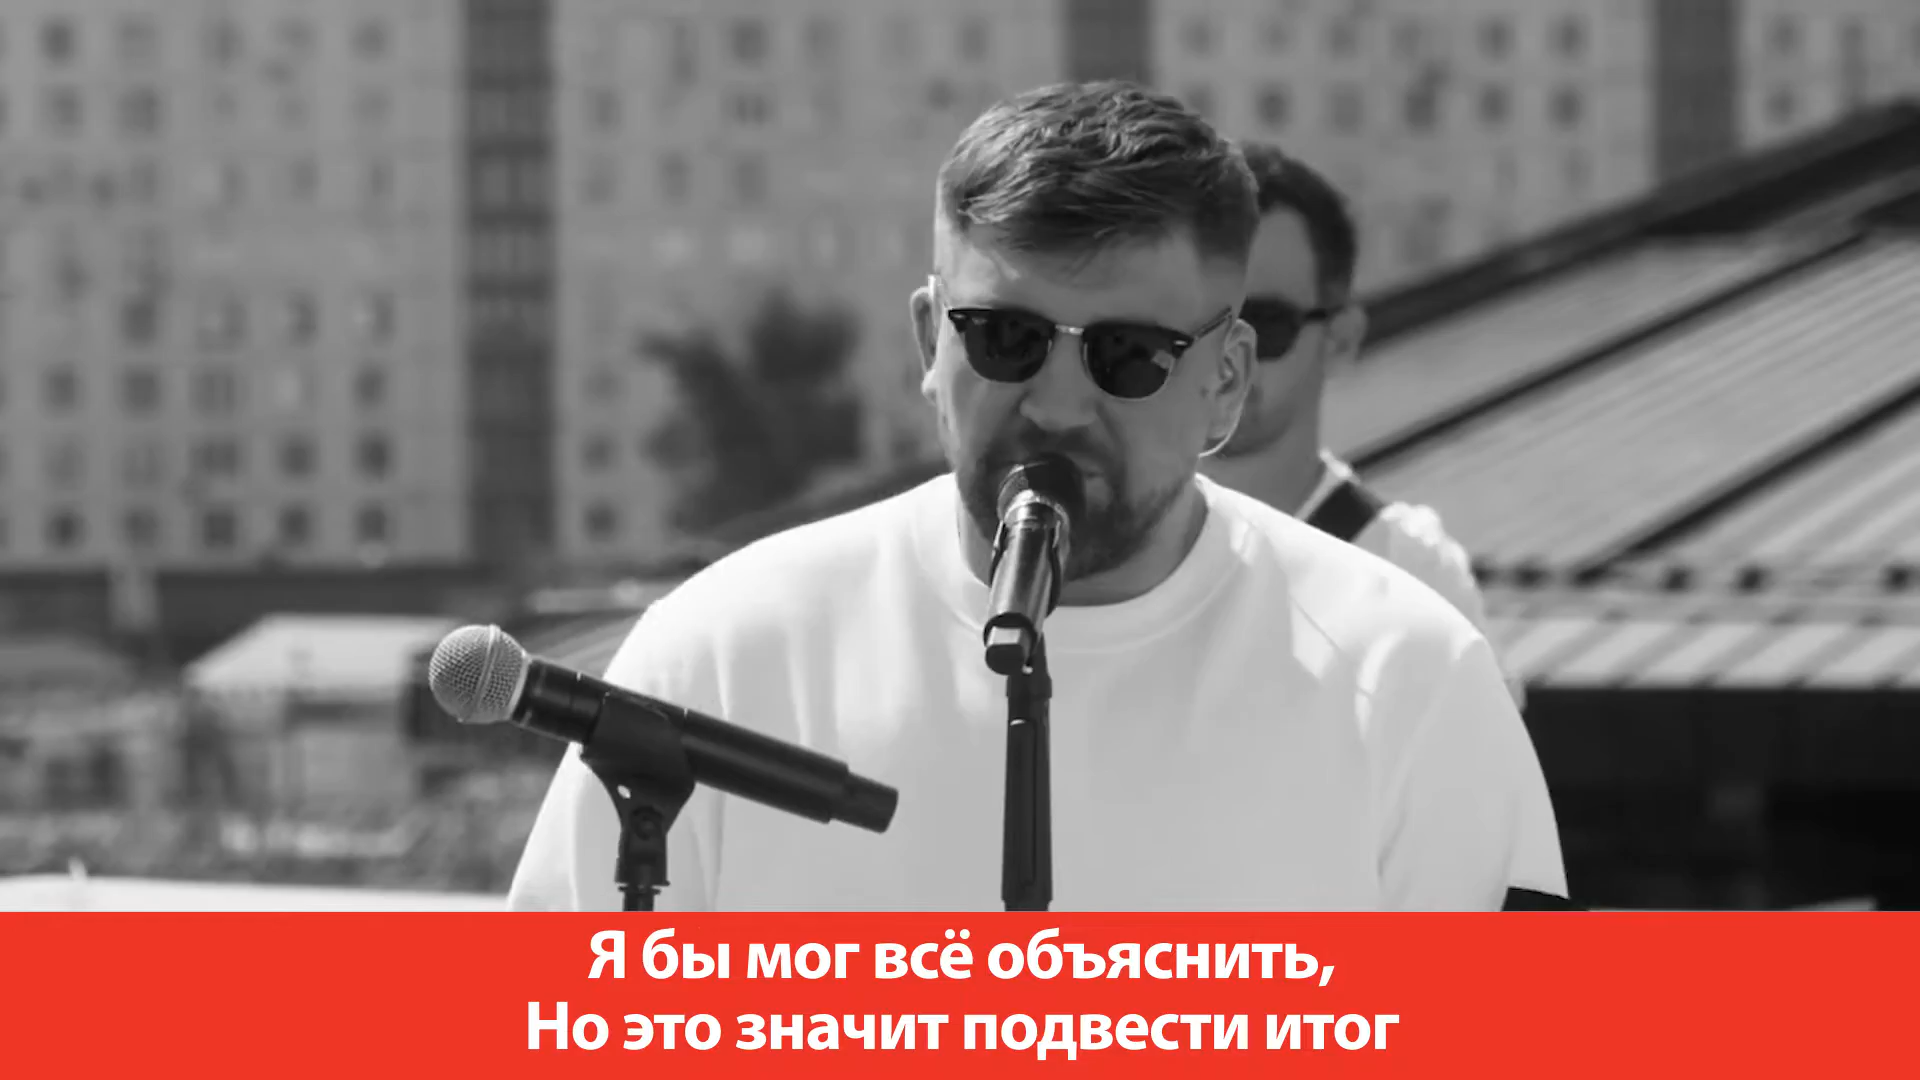 Я бы мог всё объяснить,
Но это значит подвести итог